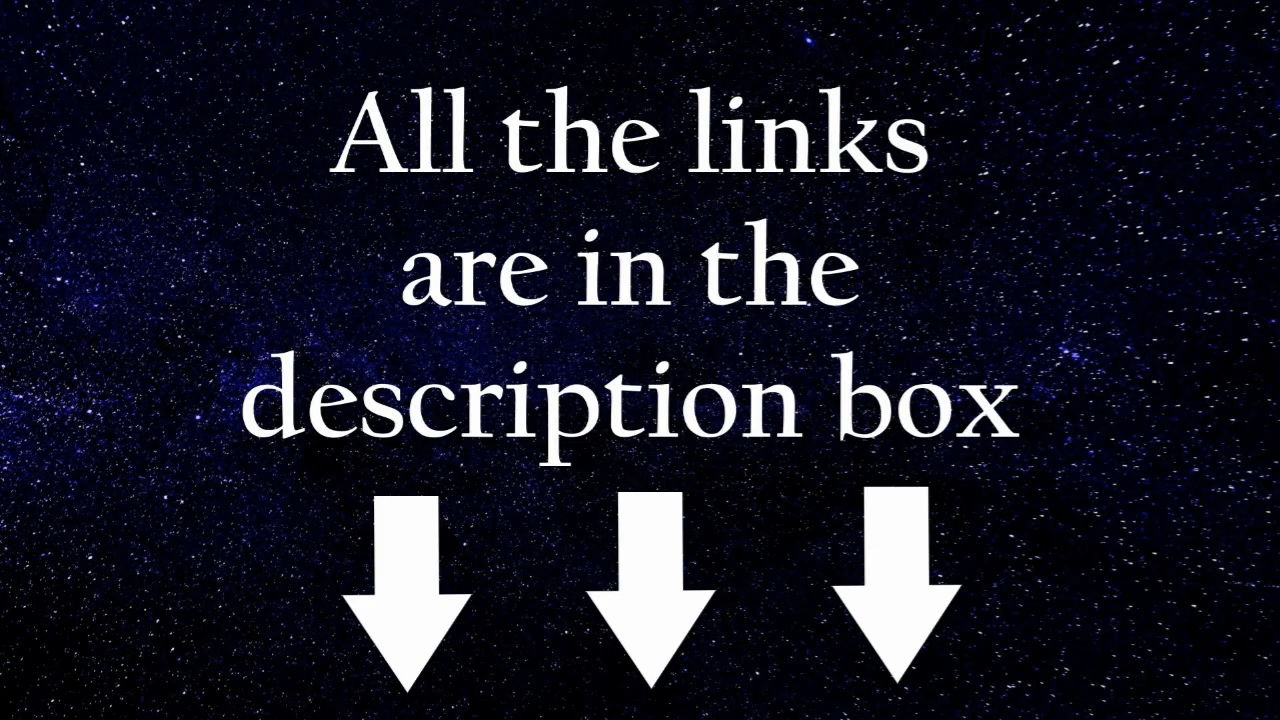 All the links
are in the
description box